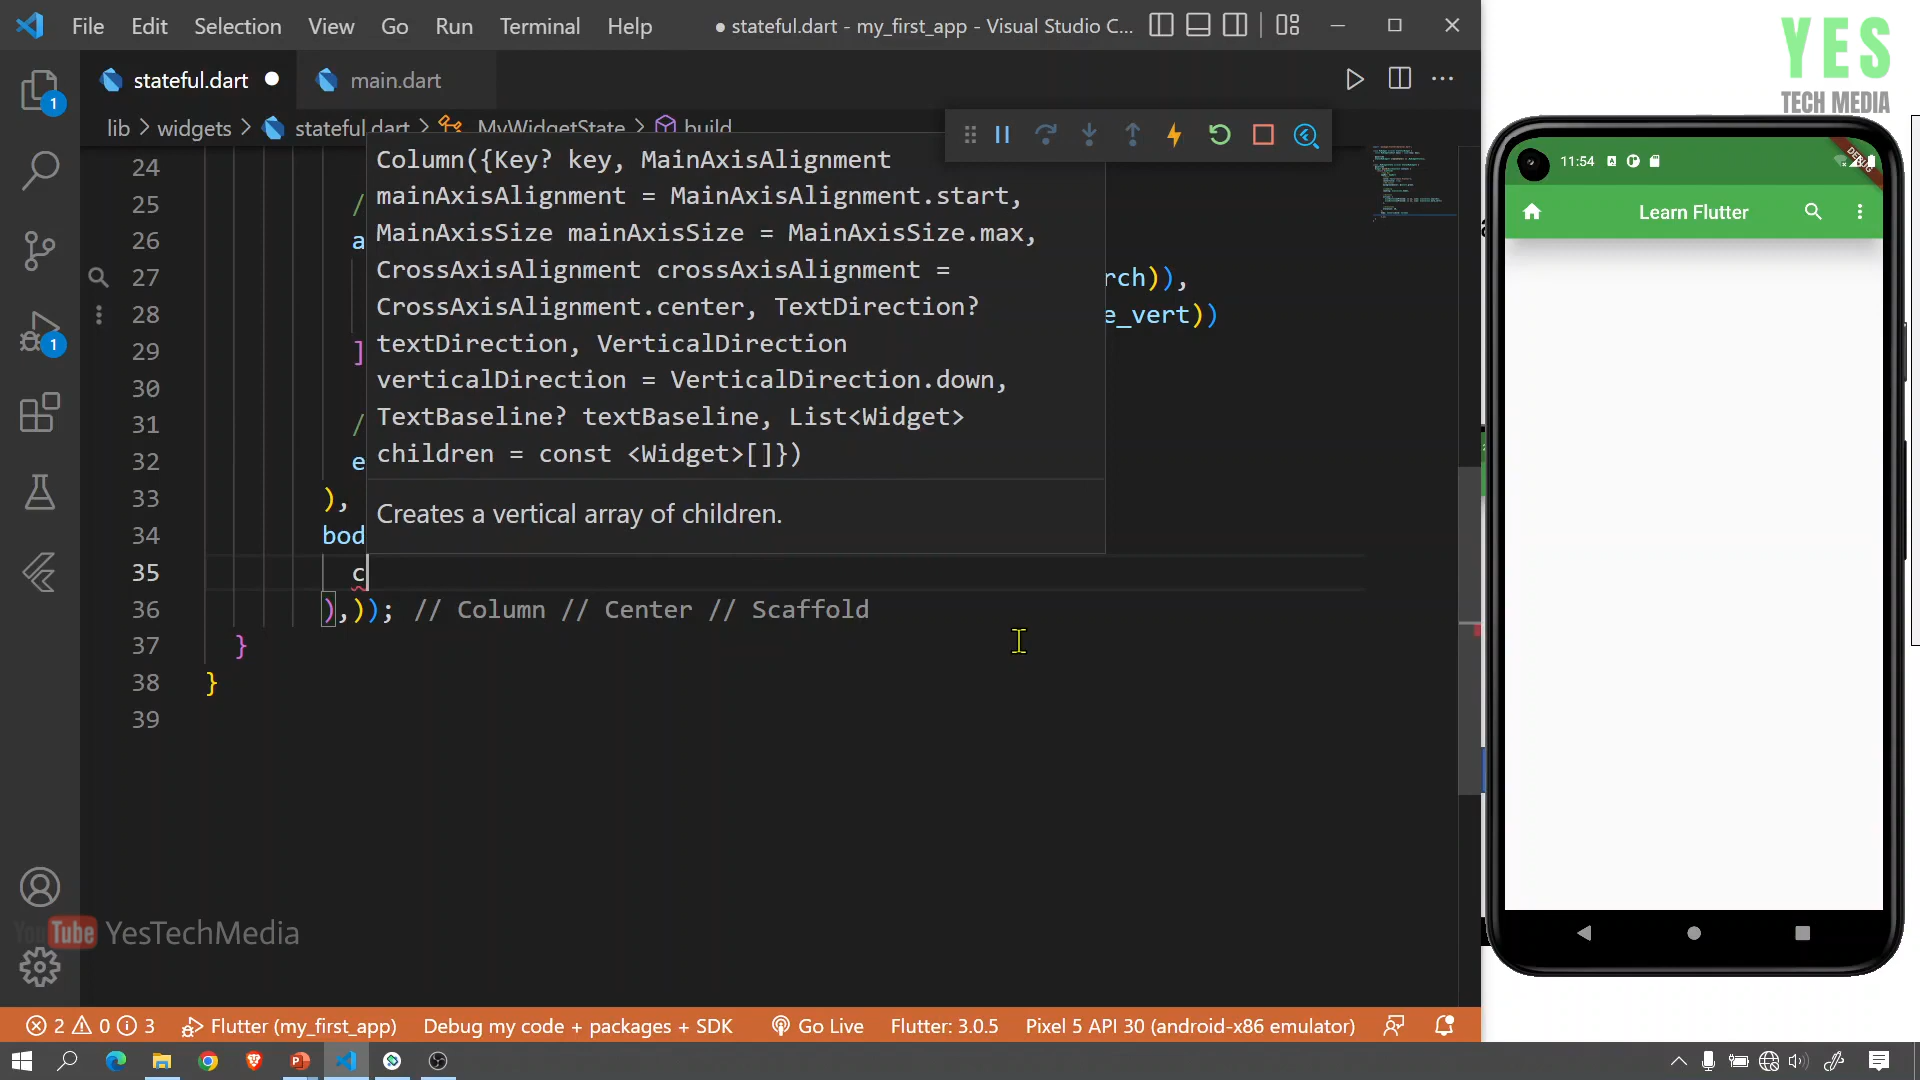 File Edit Selection View Go Run Terminal Help
● stateful.dart - my_first_app - Visual Studio C...
YES
TECH MEDIA
stateful.dart
main.dart
lib > widgets > stateful.dart > MyWidgetState > build
24
25 /
26 a
27 rch)),
28 e_vert))
29 ]
30
31 /
32 e
33 ),
34 bod
35 c
36 ),)); // Column // Center // Scaffold
37 }
38 }
39
Column({Key? key, MainAxisAlignment
mainAxisAlignment = MainAxisAlignment.start,
MainAxisSize mainAxisSize = MainAxisSize.max,
CrossAxisAlignment crossAxisAlignment =
CrossAxisAlignment.center, TextDirection?
textDirection, VerticalDirection
verticalDirection = VerticalDirection.down,
TextBaseline? textBaseline, List<Widget>
children = const <Widget>[]})
Creates a vertical array of children.
1
1
11:54
DEBUG
Learn Flutter
YouTube YesTechMedia
2 0 3 Flutter (my_first_app) Debug my code + packages + SDK Go Live Flutter: 3.0.5 Pixel 5 API 30 (android-x86 emulator)